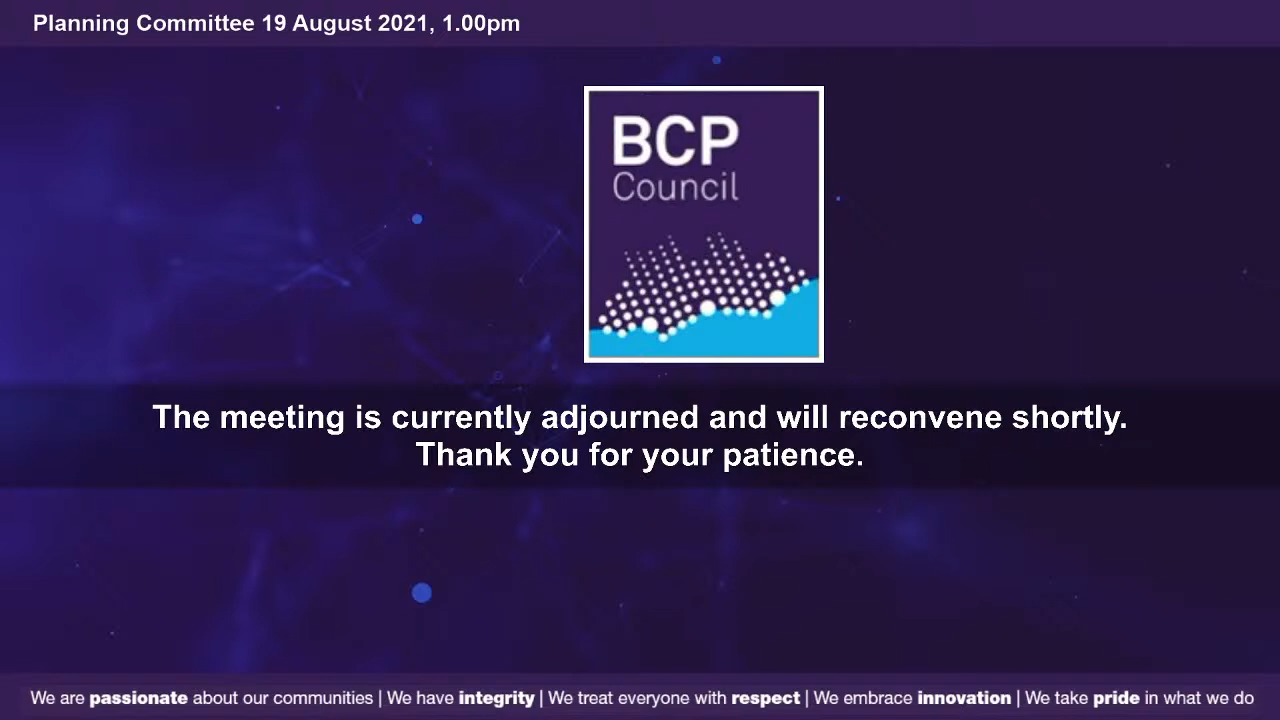 Planning Committee 19 August 2021, 1.00pm
BCP
Council
The meeting is currently adjourned and will reconvene shortly.
Thank you for your patience.
We are passionate about our communities | We have integrity | We treat everyone with respect | We embrace innovation | We take pride in what we do